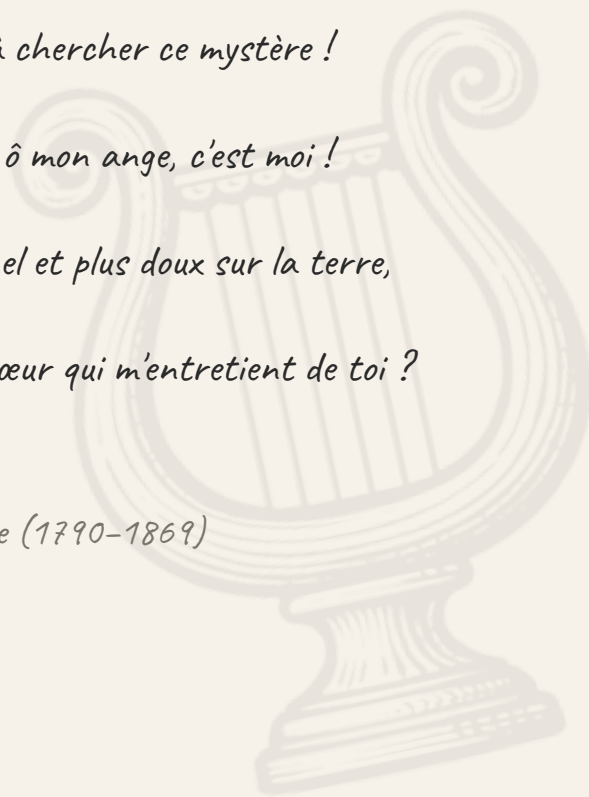 à chercher ce mystère !
ô mon ange, c'est moi !
el et plus doux sur la terre,
œur qui m'entretient de toi ?
e (1790–1869)